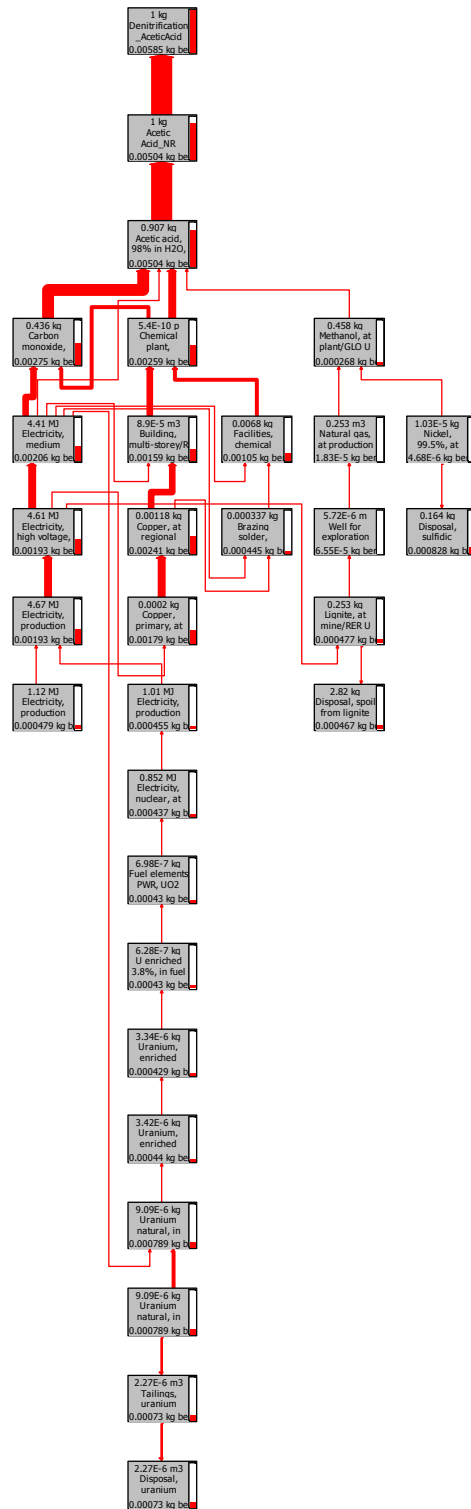 1 kg
Denitrification
_AceticAcid
0.00585 kg be
1 kg
Acetic
Acid_NR
0.00504 kg be
0.907 kg
Acetic acid,
98% in H2O,
0.00504 kg be
0.436 kg
Carbon
monoxide,
0.00275 kg be
5.4E-10 p
Chemical
plant,
0.00259 kg be
0.458 kg
Methanol, at
plant/GLO U
0.000268 kg be
4.41 MJ
Electricity,
medium
0.00206 kg be
8.9E-5 m3
Building,
multi-storey/R
0.00159 kg be
0.0068 kg
Facilities,
chemical
0.00105 kg be
0.253 m3
Natural gas,
at production
1.83E-5 kg ber
1.03E-5 kg
Nickel,
99.5%, at
4.68E-6 kg be
4.61 MJ
Electricity,
high voltage,
0.00193 kg be
0.00118 kg
Copper, at
regional
0.00241 kg be
0.000337 kg
Brazing
solder,
0.000445 kg be
5.72E-6 m
Well for
exploration
6.55E-5 kg ber
0.164 kg
Disposal,
sulfidic
0.000828 kg b
4.67 MJ
Electricity,
production
0.00193 kg be
0.0002 kg
Copper,
primary, at
0.00179 kg be
0.253 kg
Lignite, at
mine/RER U
0.000477 kg be
1.12 MJ
Electricity,
production
0.000479 kg b
1.01 MJ
Electricity,
production
0.000455 kg be
2.82 kg
Disposal, spoil
from lignite
0.000467 kg b
0.852 MJ
Electricity,
nuclear, at
0.000437 kg be
6.98E-7 kg
Fuel elements
PWR, UO2
0.00043 kg be
6.28E-7 kg
U enriched
3.8%, in fuel
0.00043 kg be
3.34E-6 kg
Uranium,
enriched
0.000429 kg be
3.42E-6 kg
Uranium,
enriched
0.00044 kg be
9.09E-6 kg
Uranium
natural, in
0.000789 kg be
9.09E-6 kg
Uranium
natural, in
0.000789 kg be
2.27E-6 m3
Tailings,
uranium
0.00073 kg be
2.27E-6 m3
Disposal,
uranium
0.00073 kg be